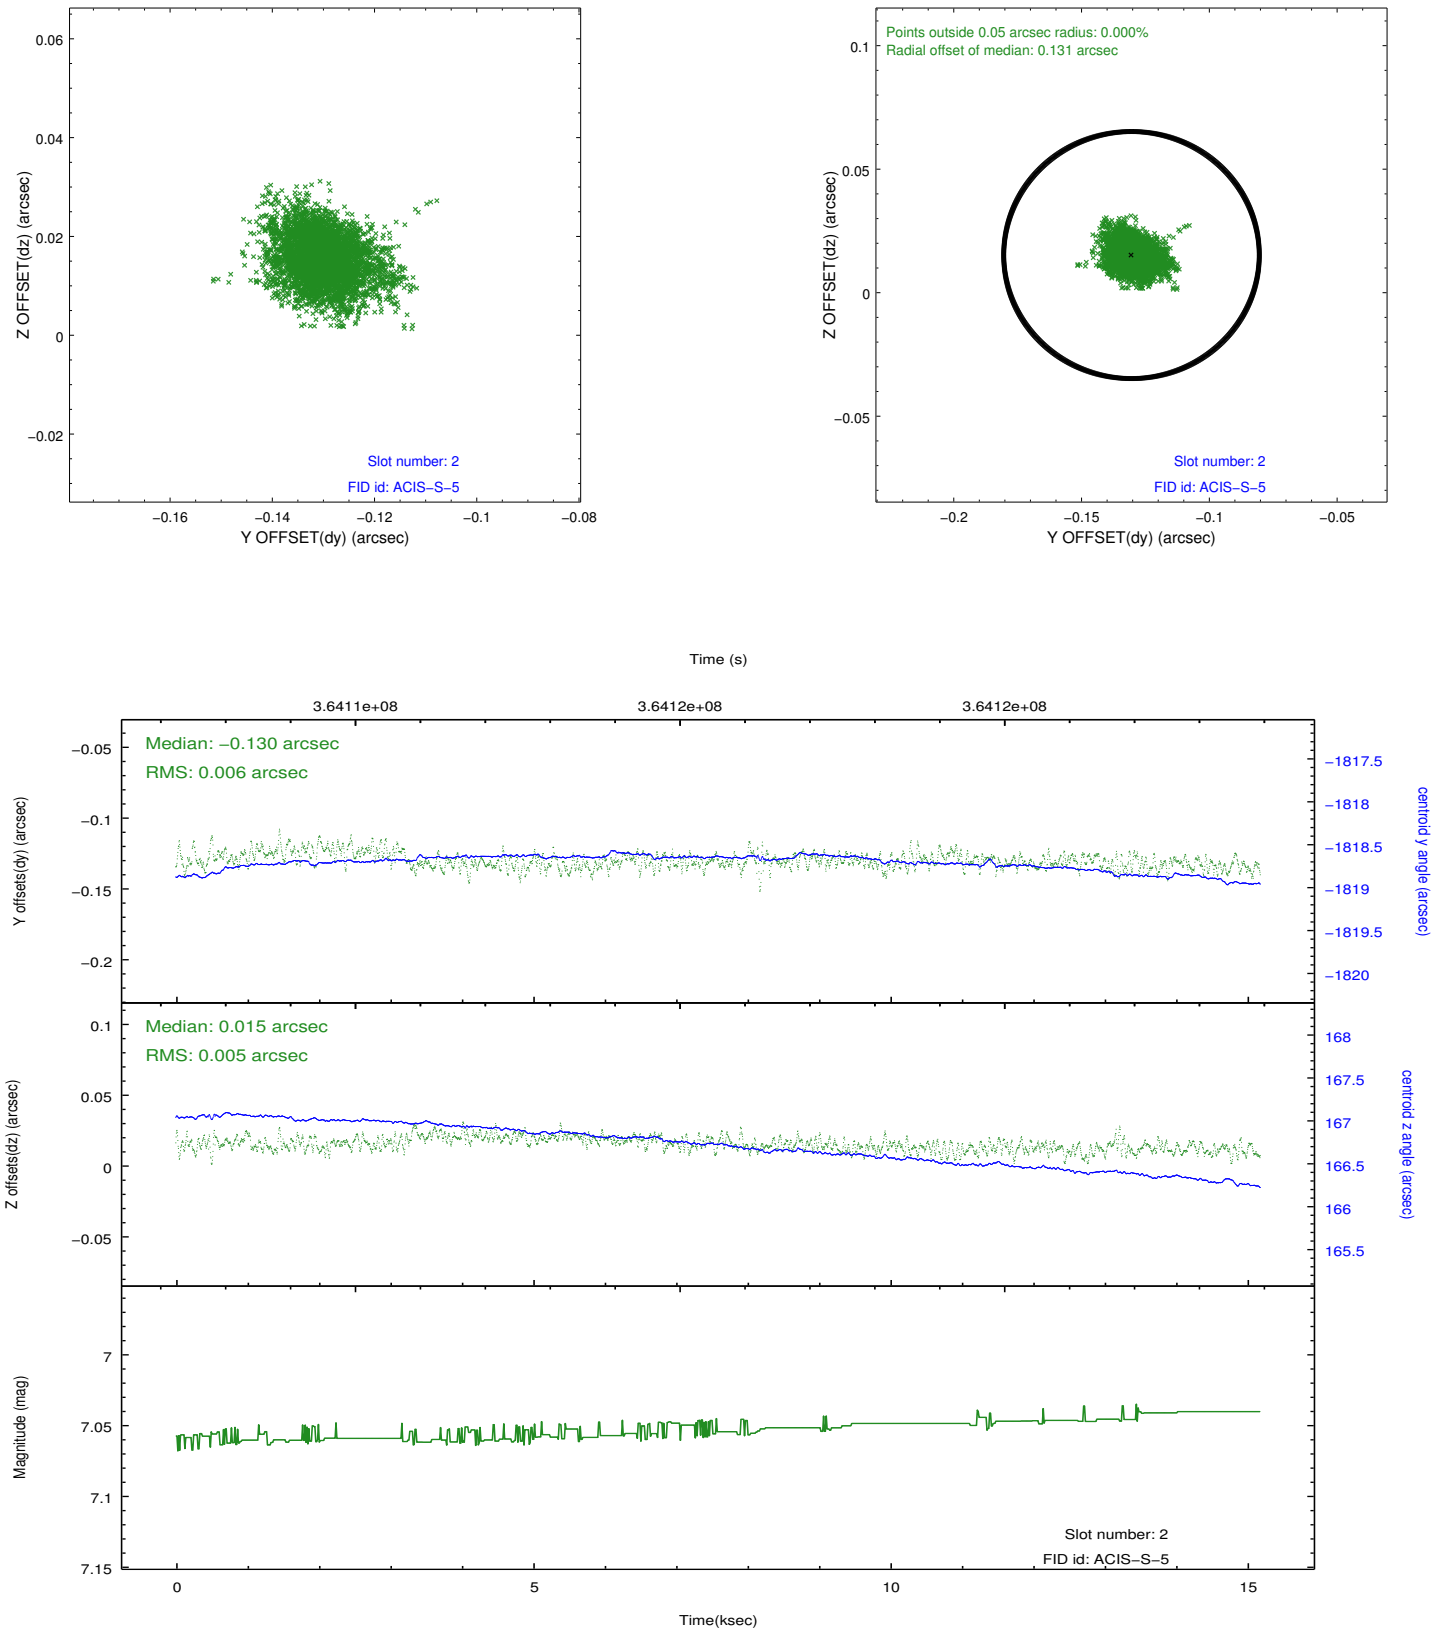 0.06
0.04
0.02
0
−0.02
Z OFFSET(dz) (arcsec)
Slot number: 2
FID id: ACIS−S−5
−0.16
−0.14
−0.12
−0.1
−0.08
Y OFFSET(dy) (arcsec)
Points outside 0.05 arcsec radius: 0.000%
Radial offset of median: 0.131 arcsec
0.1
0.05
0
−0.05
Z OFFSET(dz) (arcsec)
Slot number: 2
FID id: ACIS−S−5
−0.2
−0.15
−0.1
−0.05
Y OFFSET(dy) (arcsec)
Time (s)
3.6411e+08
3.6412e+08
3.6412e+08
Median: −0.130 arcsec
RMS: 0.006 arcsec
−0.05
−0.1
−0.15
−0.2
Y offsets(dy) (arcsec)
−1817.5
−1818
−1818.5
−1819
−1819.5
−1820
centroid y angle (arcsec)
Median: 0.015 arcsec
RMS: 0.005 arcsec
0.1
0.05
0
−0.05
Z offsets(dz) (arcsec)
168
167.5
167
166.5
166
165.5
centroid z angle (arcsec)
7
7.05
7.1
7.15
Magnitude (mag)
Slot number: 2
FID id: ACIS−S−5
0
5
10
15
Time(ksec)